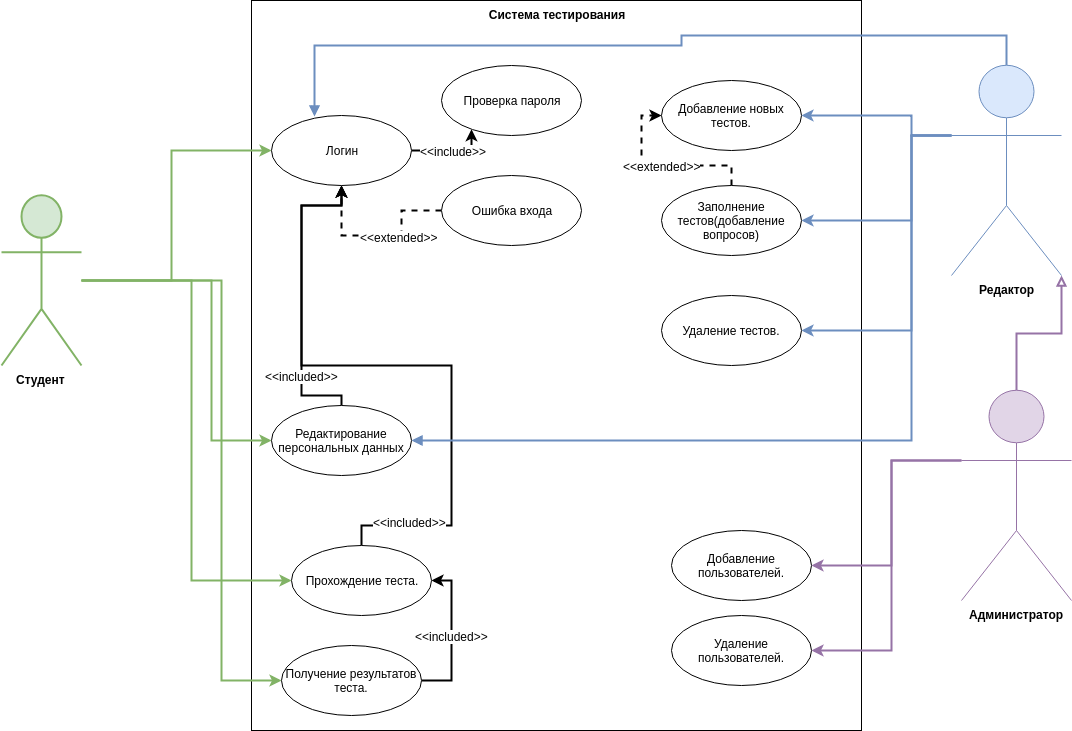 Система тестирования
Проверка пароля
Добавление новых
тестов.
Логин
<<include>>
<<extended>>
Ошибка входа
Заполнение
тестов(добавление
вопросов)
<<extended>>
Редактор
Удаление тестов.
Студент
<<included>>
Редактирование
персональных данных
<<included>>
Добавление
пользователей.
Прохождение теста.
Администратор
<<included>>
Удаление
пользователей.
Получение результатов
теста.